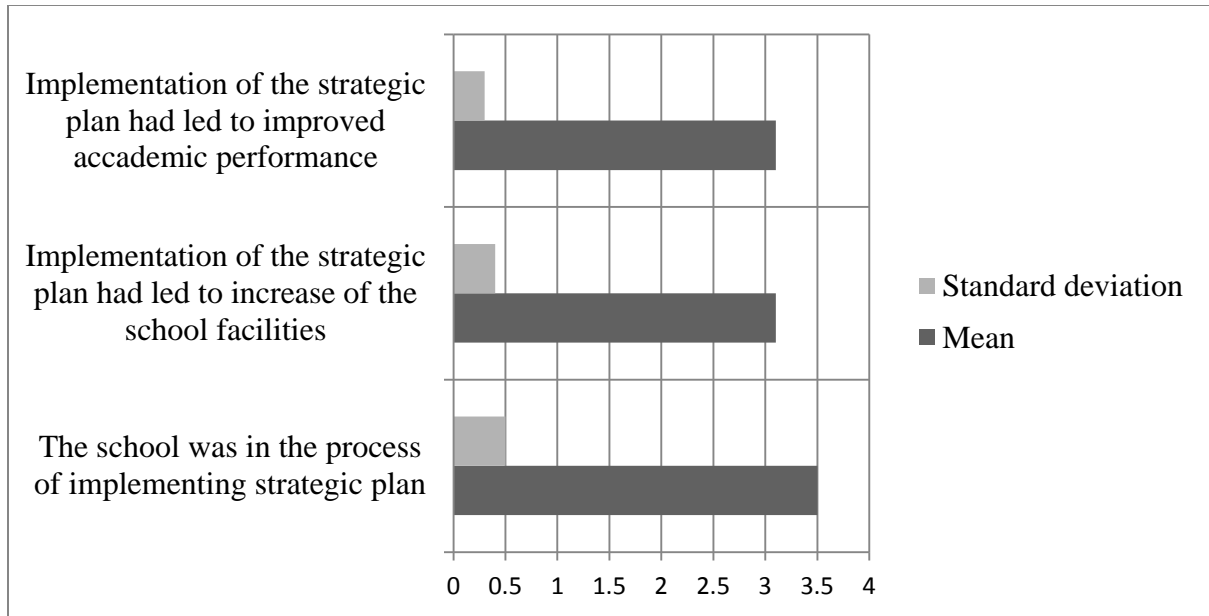 Implementation of the strategic
plan had led to improved
accademic performance
Implementation of the strategic
plan had led to increase of the
school facilities
The school was in the process
of implementing strategic plan
Standard deviation
Mean
0 0.5 1 1.5 2 2.5 3 3.5 4